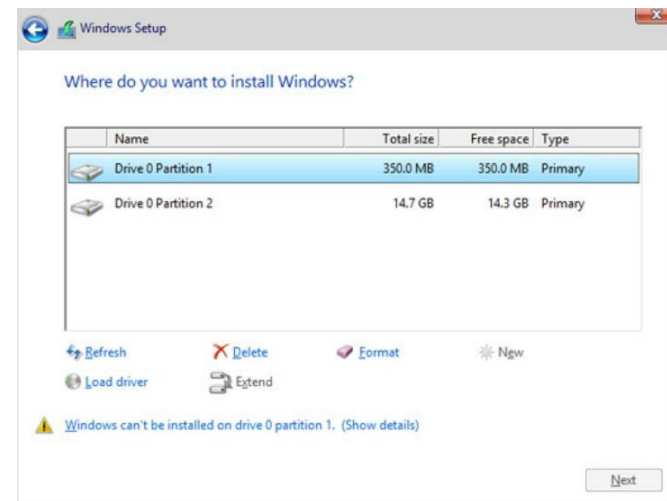 Windows Setup
Where do you want to install Windows?
Name Total size Free space Type
Drive 0 Partition 1 350.0 MB 350.0 MB Primary
Drive 0 Partition 2 14.7 GB 14.3 GB Primary
Refresh Delete Format New
Load driver Extend
Windows can't be installed on drive 0 partition 1. (Show details)
Next